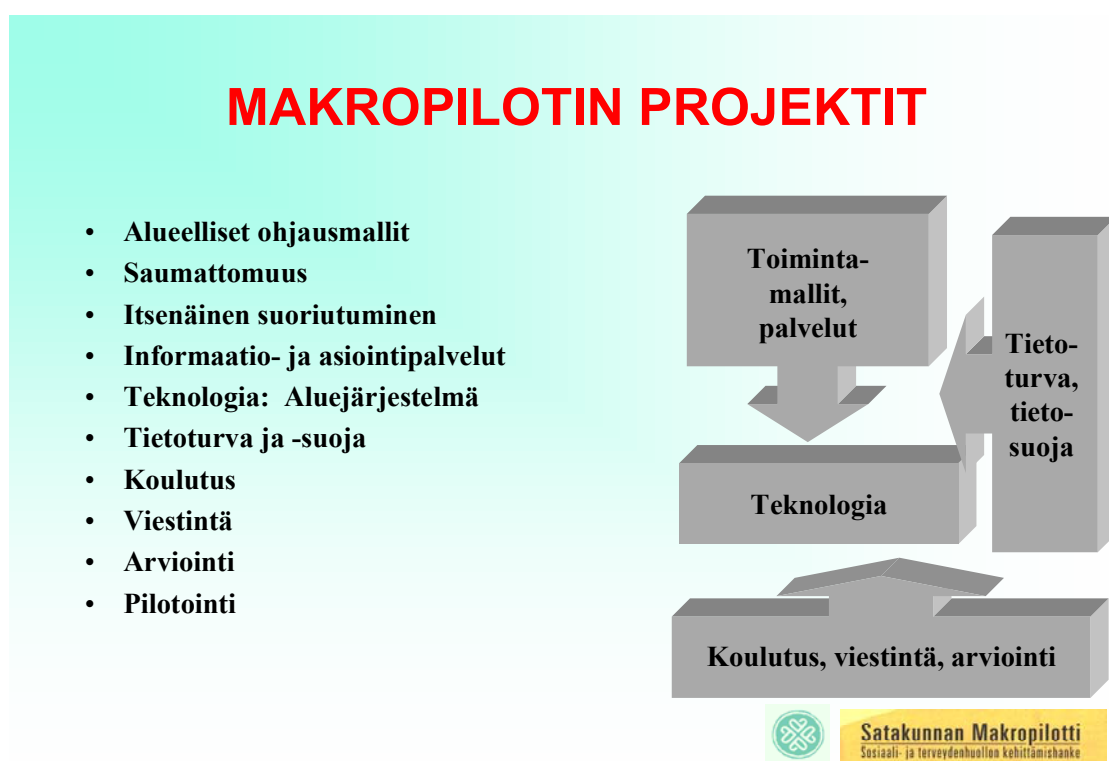 MAKROPILOTIN PROJEKTIT
• Alueelliset ohjausmallit
• Saumattomuus
• Itsenäinen suoriutuminen
• Informaatio- ja asiointipalvelut
• Teknologia: Aluejärjestelmä
• Tietoturva ja -suoja
• Koulutus
• Viestintä
• Arviointi
• Pilotointi
Toiminta-
mallit,
palvelut
Tieto-
turva,
tieto-
suoja
Teknologia
Koulutus, viestintä, arviointi
Satakunnan Makropilotti
Sosiaali- ja terveydenhuollon kehittämishanke